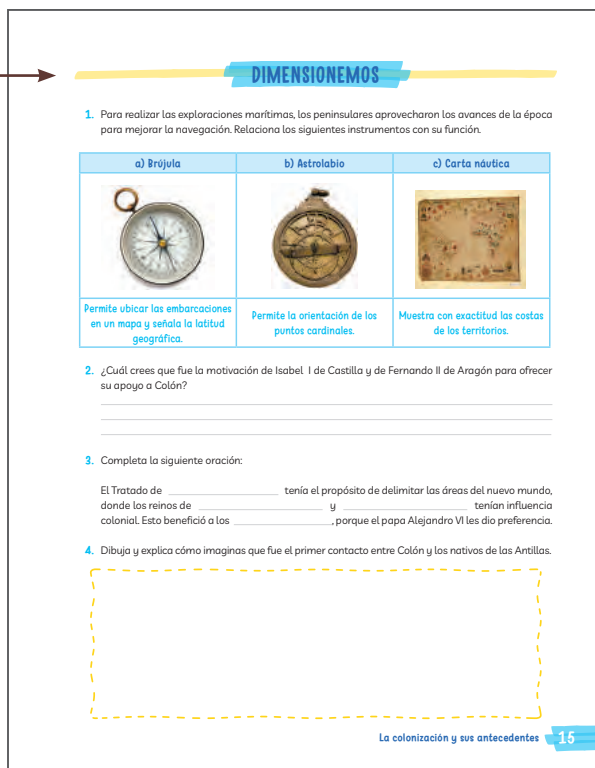 DIMENSIONEMOS
1. Para realizar las exploraciones marítimas, los peninsulares aprovecharon los avances de la época
para mejorar la navegación. Relaciona los siguientes instrumentos con su función.
a) Brújula
b) Astrolabio
c) Carta náutica
Permite ubicar las embarcaciones
en un mapa y señala la latitud
geográfica.
Permite la orientación de los
puntos cardinales.
Muestra con exactitud las costas
de los territorios.
2. ¿Cuál crees que fue la motivación de Isabel I de Castilla y de Fernando II de Aragón para ofrecer
su apoyo a Colón?
3. Completa la siguiente oración:
El Tratado de ____________ tenía el propósito de delimitar las áreas del nuevo mundo,
donde los reinos de ____________ y ____________ tenían influencia
colonial. Esto benefició a los ____________, porque el papa Alejandro VI les dio preferencia.
4. Dibuja y explica cómo imaginas que fue el primer contacto entre Colón y los nativos de las Antillas.
La colonización y sus antecedentes 15